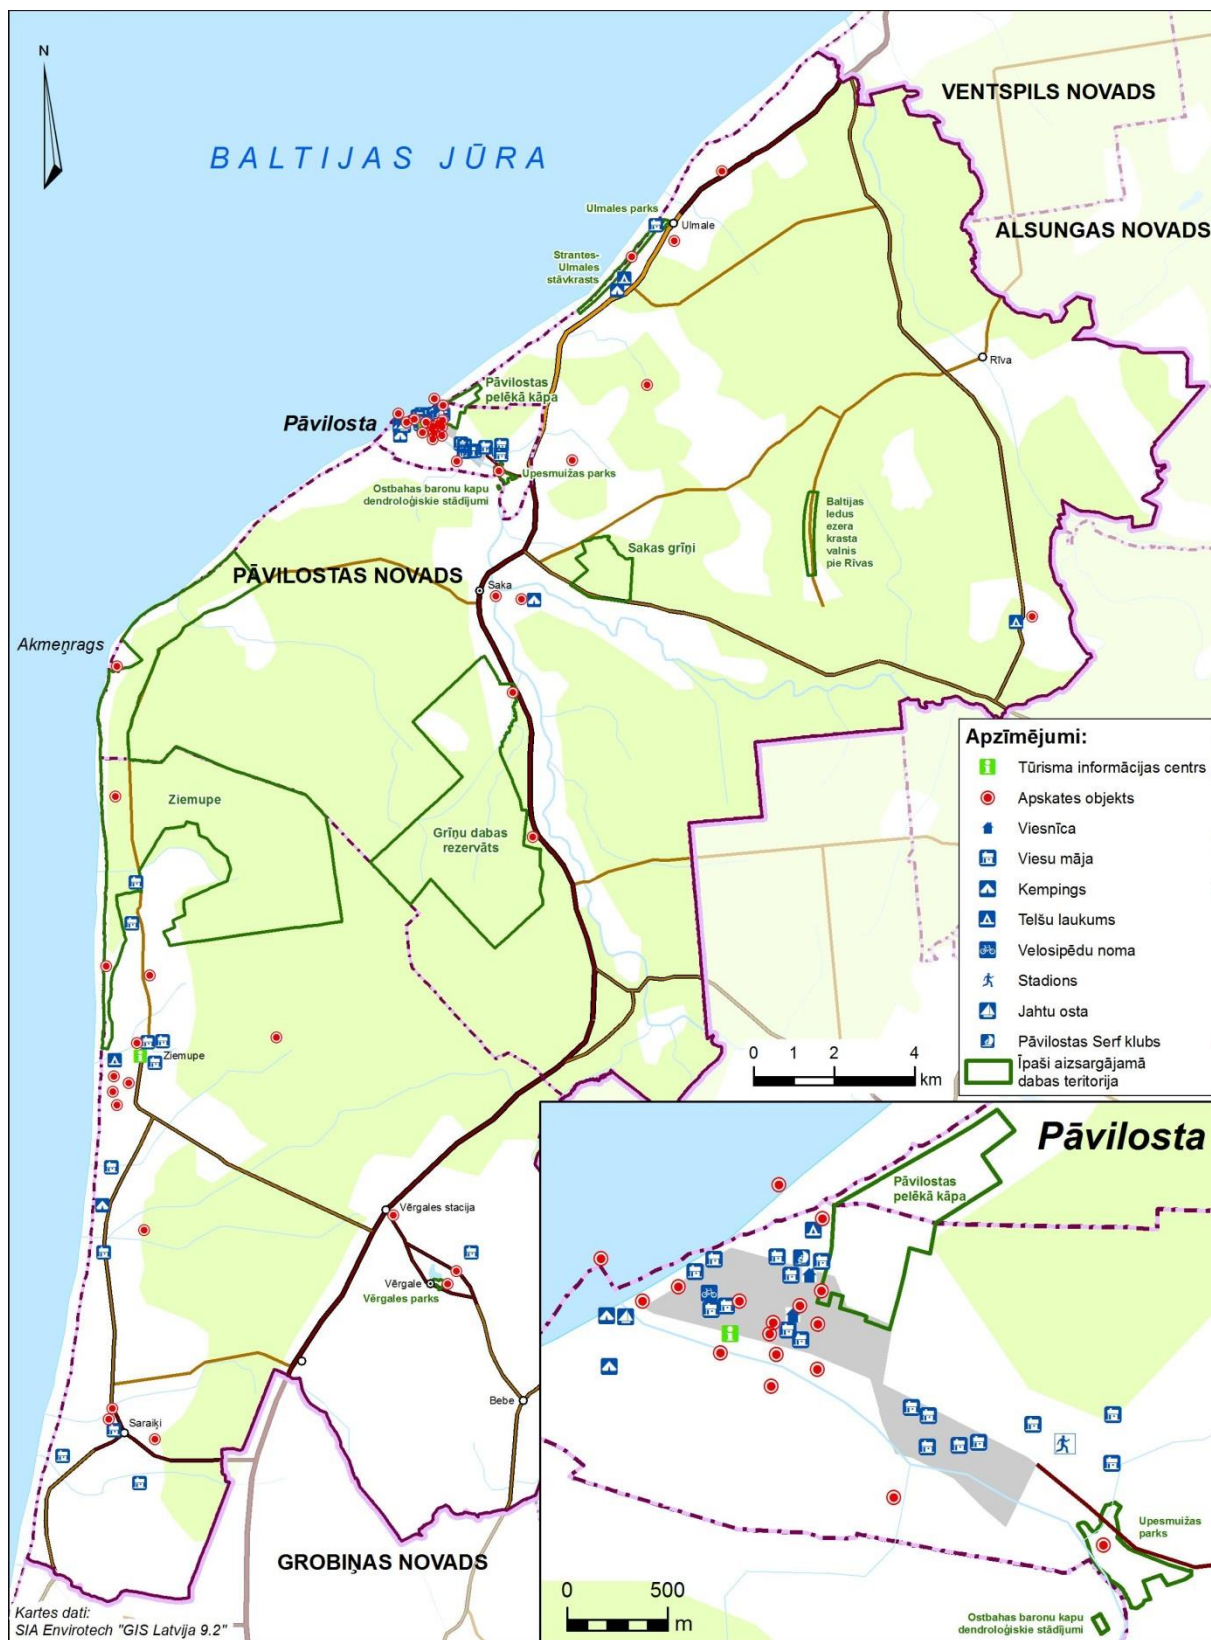 N
VENTSPILS NOVADS
BALTIJAS JŪRA
Ulmales parks
Ulmale
ALSUNGAS NOVADS
Strantes-
Ulmales
stāvkrasts
Rīva
Pāvilostas
pelēkā kāpa
Pāvilosta
Upesmuižas parks
Ostbahas baronu kapu
dendroloģiskie stādījumi
Baltijas
ledus
ezera
krasta
valnis
pie Rīvas
Sakas grīņi
PĀVILOSTAS NOVADS
Saka
Akmeņrags
Ziemupe
Grīņu dabas
rezervāts
Apzīmējumi:
Tūrisma informācijas centrs
Apskates objekts
Viesnīca
Viesu māja
Kempings
Telšu laukums
Velosipēdu noma
Stadions
Jahtu osta
Pāvilostas Serf klubs
Īpaši aizsargājamā
dabas teritorija
0 1 2 4
km
Ziemupe
Vērgales stacija
Vērgale
Vērgales parks
Bebe
Saraiķi
GROBIŅAS NOVADS
Kartes dati:
SIA Envirotech "GIS Latvija 9.2"
Pāvilosta
Pāvilostas
pelēkā kāpa
Upesmuižas
parks
Ostbahas baronu kapu
dendroloģiskie stādījumi
0 500
m